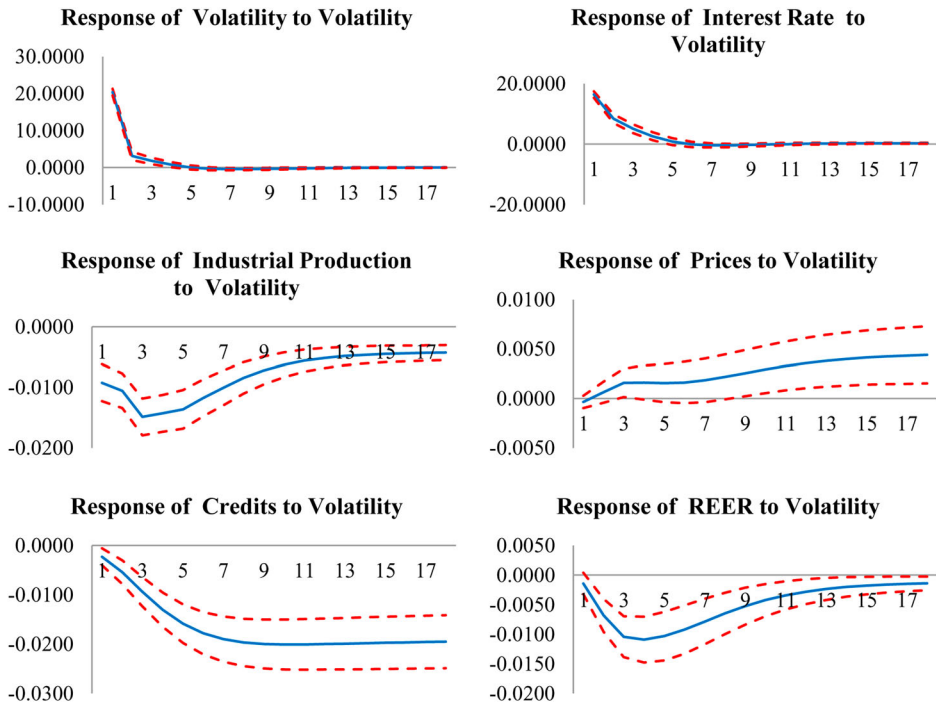 Response of Volatility to Volatility
30.0000
20.0000
10.0000
0.0000
-10.0000
1 3 5 7 9 11 13 15 17
Response of Interest Rate to
Volatility
20.0000
0.0000
-20.0000
1 3 5 7 9 11 13 15 17
Response of Industrial Production
to Volatility
0.0000
-0.0100
-0.0200
1 3 5 7 9 11 13 15 17
Response of Prices to Volatility
0.0100
0.0050
0.0000
-0.0050
1 3 5 7 9 11 13 15 17
Response of Credits to Volatility
0.0000
-0.0100
-0.0200
-0.0300
1 3 5 7 9 11 13 15 17
Response of REER to Volatility
0.0050
0.0000
-0.0050
-0.0100
-0.0150
-0.0200
1 3 5 7 9 11 13 15 17